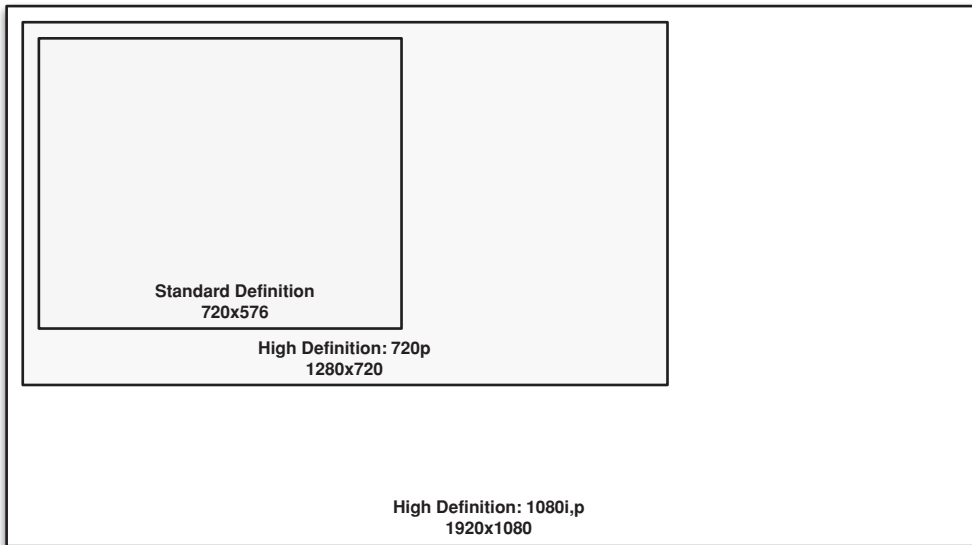 Standard Definition
720x576
High Definition: 720p
1280x720
High Definition: 1080i,p
1920x1080